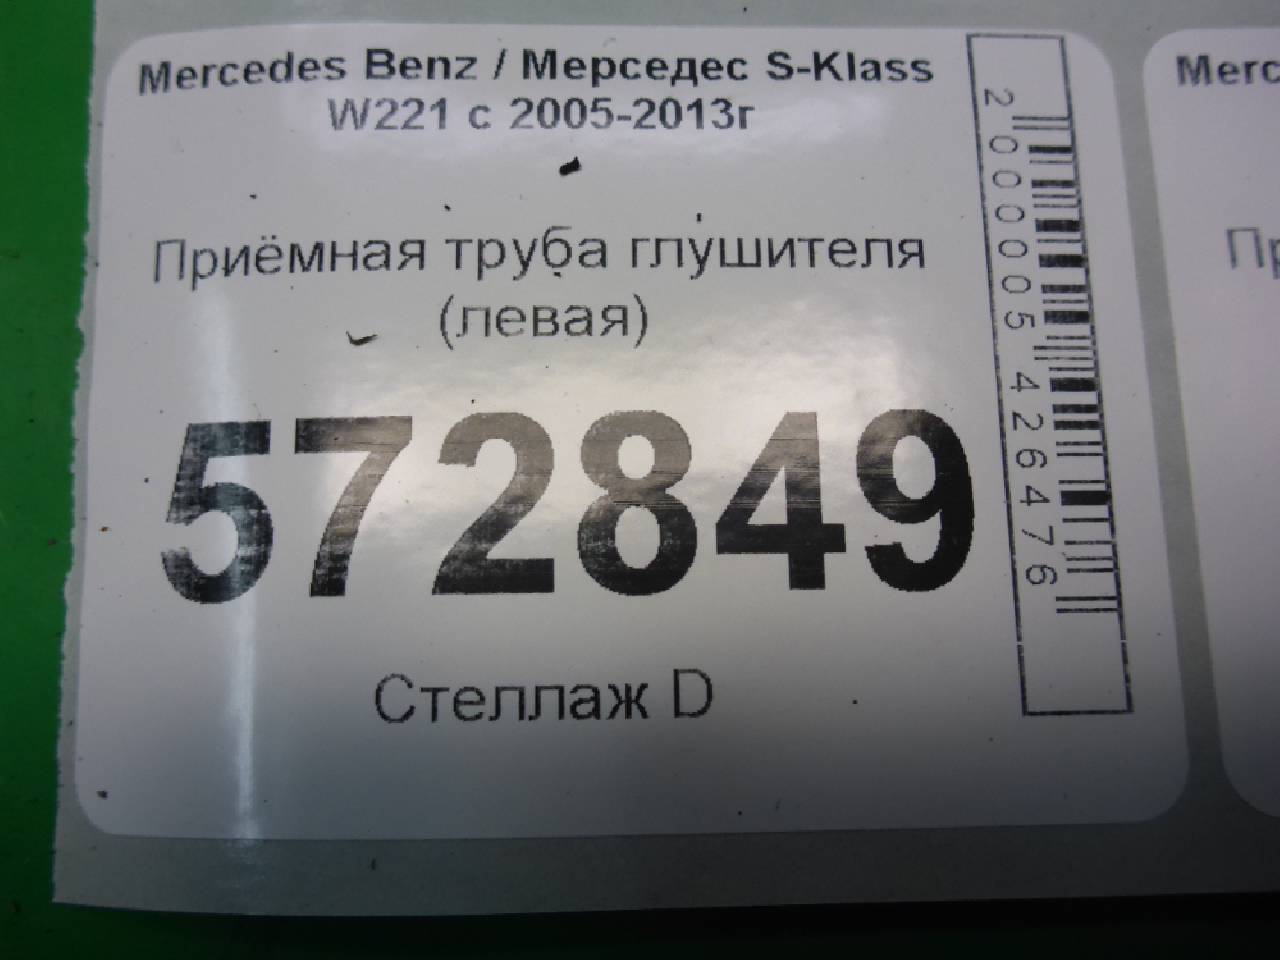 Mercedes Benz / Мерседес S-Klass
W221 с 2005-2013г
Приёмная труба глушителя
(левая)
572849
Стеллаж D
2000005426476
Merc
Пр